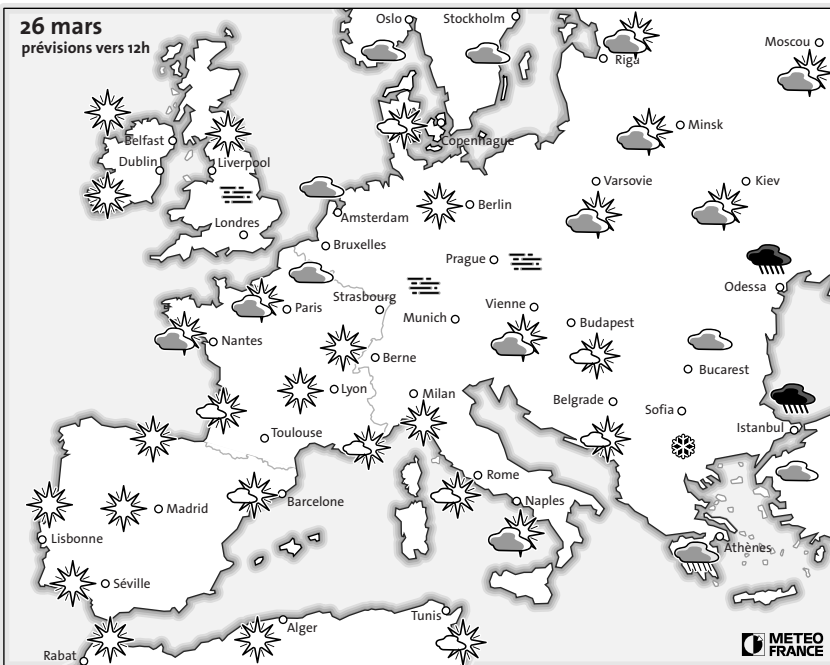 26 mars
prévisions vers 12h
Oslo
Stockholm
Riga
Moscou
Belfast
Copenhague
Minsk
Dublin
Liverpool
Varsovie
Kiev
Londres
Amsterdam
Berlin
Bruxelles
Prague
Odessa
Paris
Strasbourg
Munich
Vienne
Budapest
Nantes
Berne
Bucarest
Lyon
Milan
Belgrade
Sofia
Istanbul
Toulouse
Rome
Madrid
Barcelone
Naples
Lisbonne
Athènes
Séville
Alger
Tunis
Rabat
METEO
FRANCE